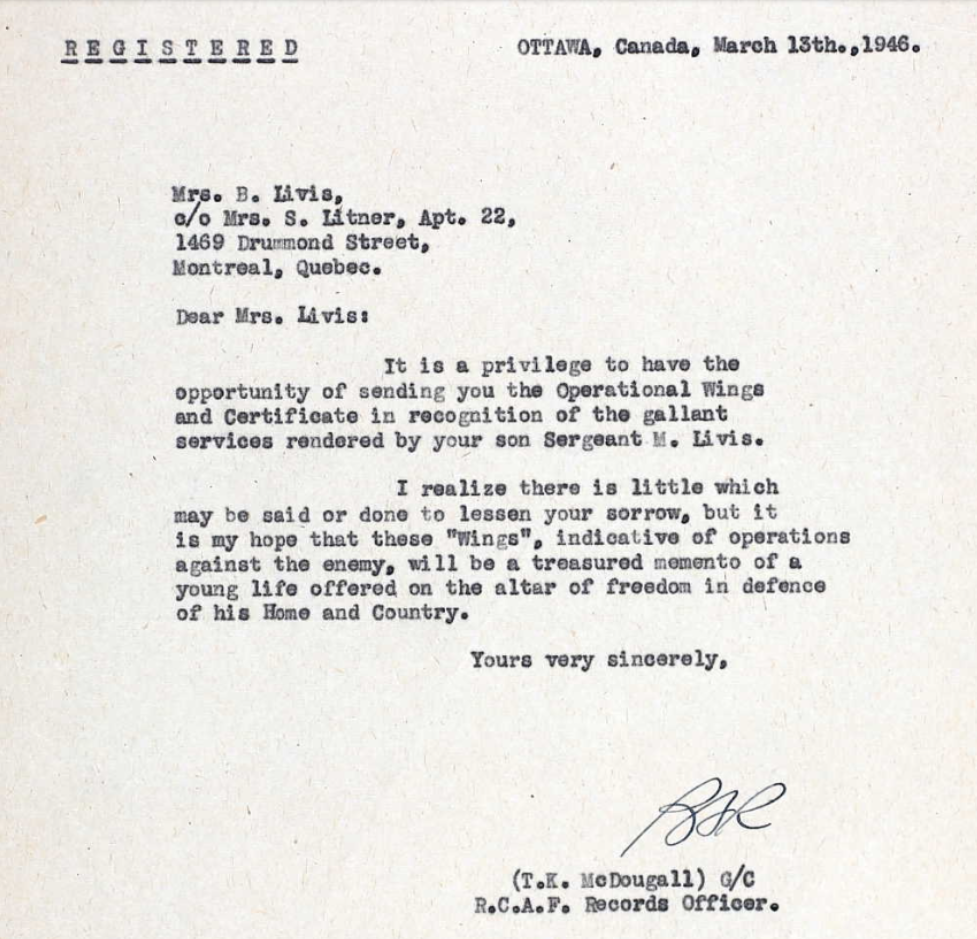 REGISTERED OTTAWA, Canada, March 13th.,1946.
Mrs. B. Livis,
c/o Mrs. S. Litner, Apt. 22,
1469 Drummond Street,
Montreal, Quebec.
Dear Mrs. Livis:
It is a privilege to have the
opportunity of sending you the Operational Wings
and Certificate in recognition of the gallant
services rendered by your son Sergeant M. Livis.
I realize there is little which
may be said or done to lessen your sorrow, but it
is my hope that these "Wings", indicative of operations
against the enemy, will be a treasured memento of a
young life offered on the altar of freedom in defence
of his Home and Country.
Yours very sincerely,
(T.K. McDougall) G/C
R.C.A.F. Records Officer.